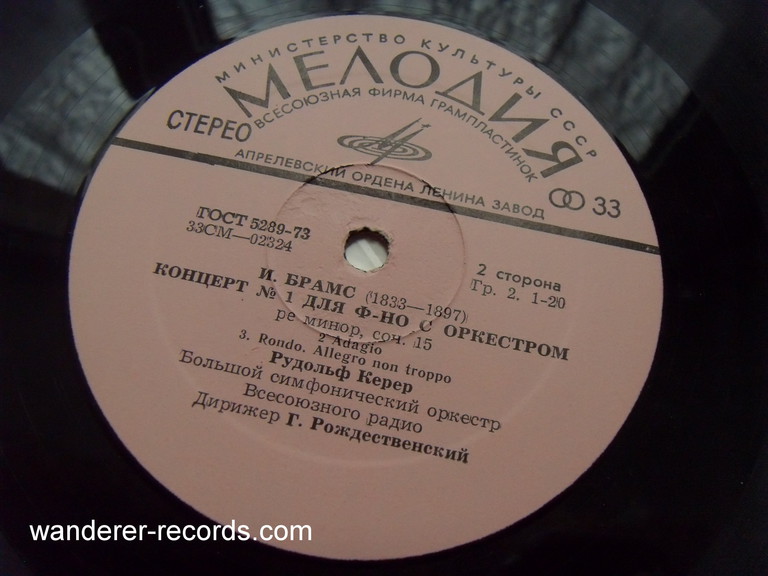 МИНИСТЕРСТВО КУЛЬТУРЫ СССР
МЕЛОДИЯ
ВСЕСОЮЗНАЯ ФИРМА ГРАМПЛАСТИНОК
СТЕРЕО
АПРЕЛЕВСКИЙ ОРДЕНА ЛЕНИНА ЗАВОД
33
ГОСТ 5289-73
33СМ—02324
2 сторона
Гр. 2. 1-20
И. БРАМС (1833—1897)
КОНЦЕРТ № 1 ДЛЯ Ф-НО С ОРКЕСТРОМ
ре минор, соч. 15
2 Adagio
3. Rondo. Allegro non troppo
Рудольф Керер
Большой симфонический оркестр
Всесоюзного радио
Дирижер Г. Рождественский
wanderer-records.com